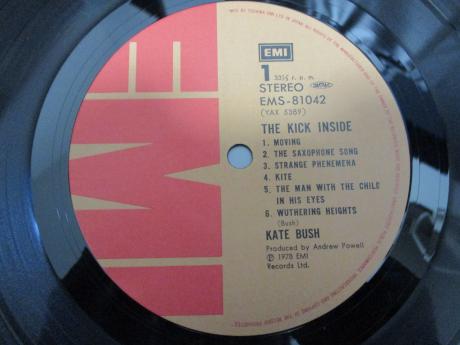 EMI
EMI
1 33⅓ r. p. m.
STEREO
EMS-81042
(YAX 5389)
THE KICK INSIDE
1. MOVING
2. THE SAXOPHONE SONG
3. STRANGE PHENEMENA
4. KITE
5. THE MAN WITH THE CHILD
IN HIS EYES
6. WUTHERING HEIGHTS
(Bush)
KATE BUSH
Produced by Andrew Powell
℗ 1978 EMI
Records Ltd.